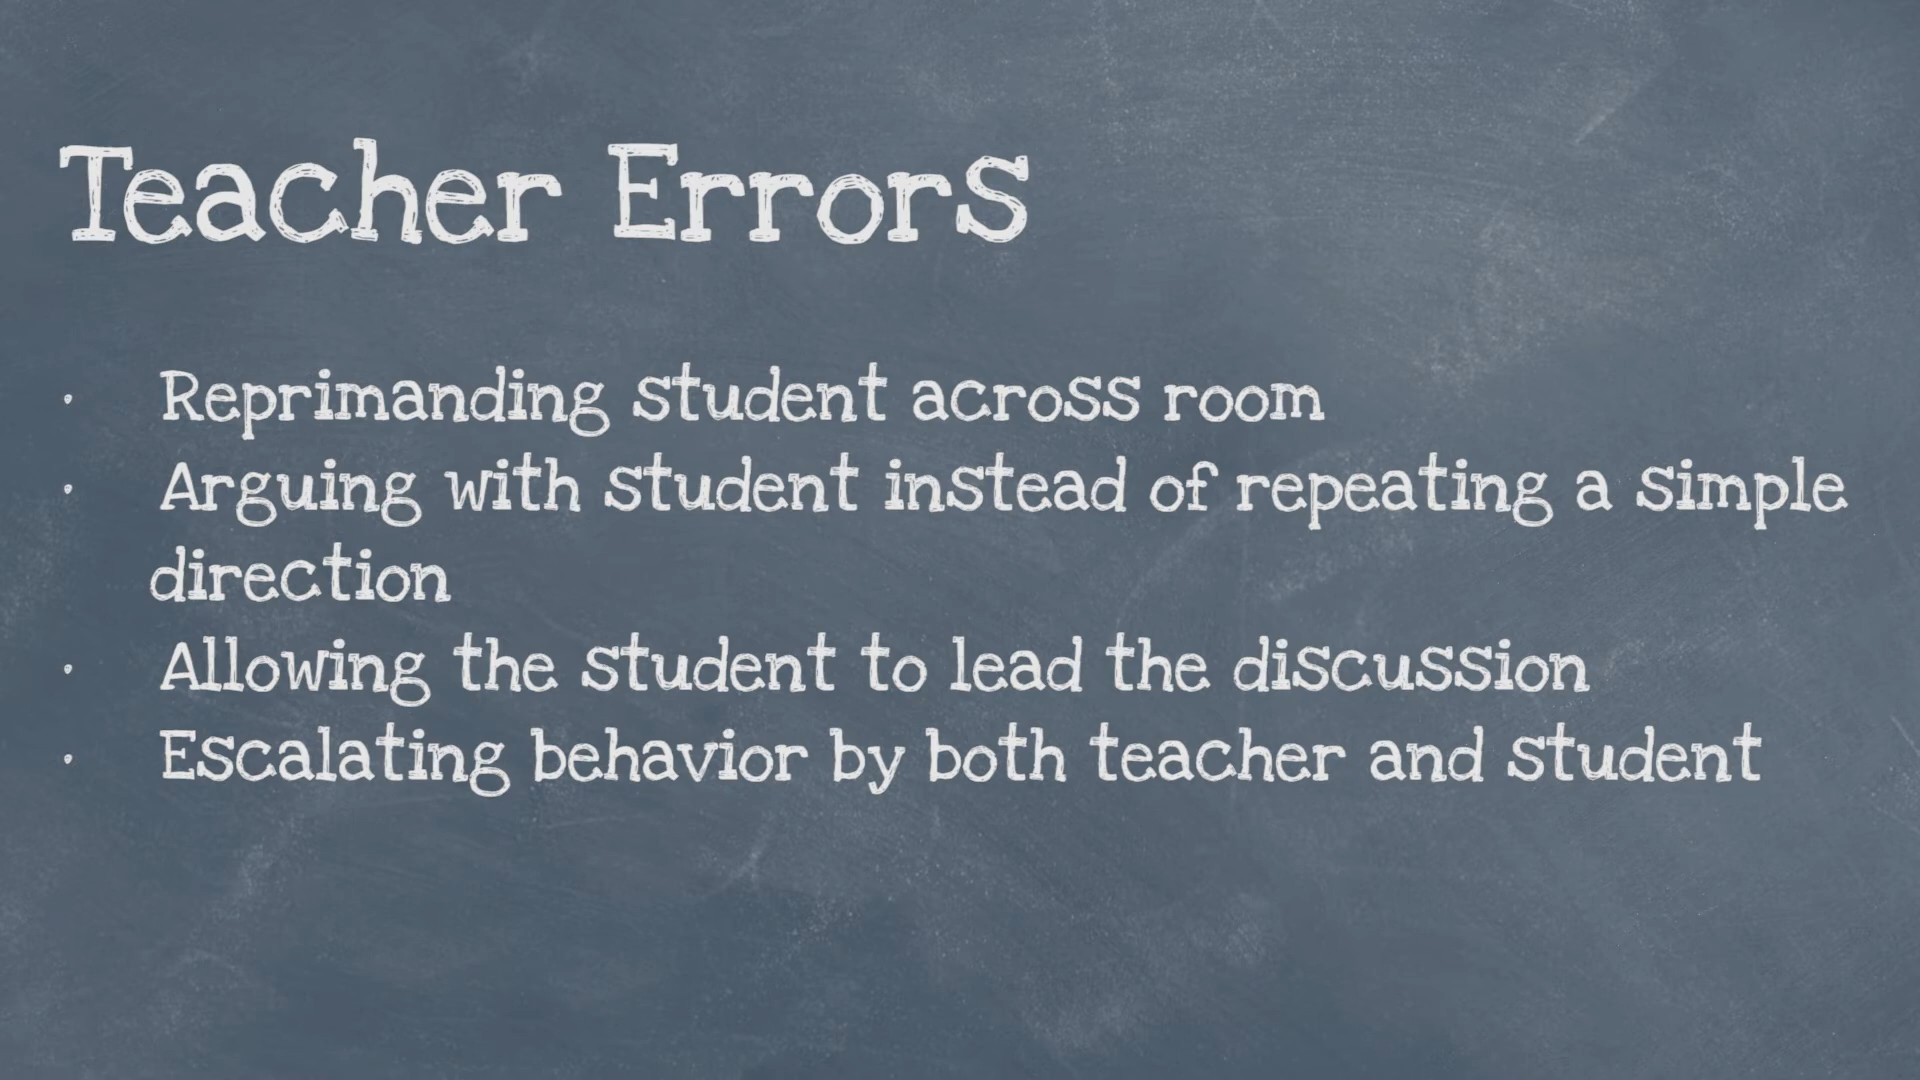 Teacher Errors
· Reprimanding student across room
· Arguing with student instead of repeating a simple
direction
· Allowing the student to lead the discussion
· Escalating behavior by both teacher and student